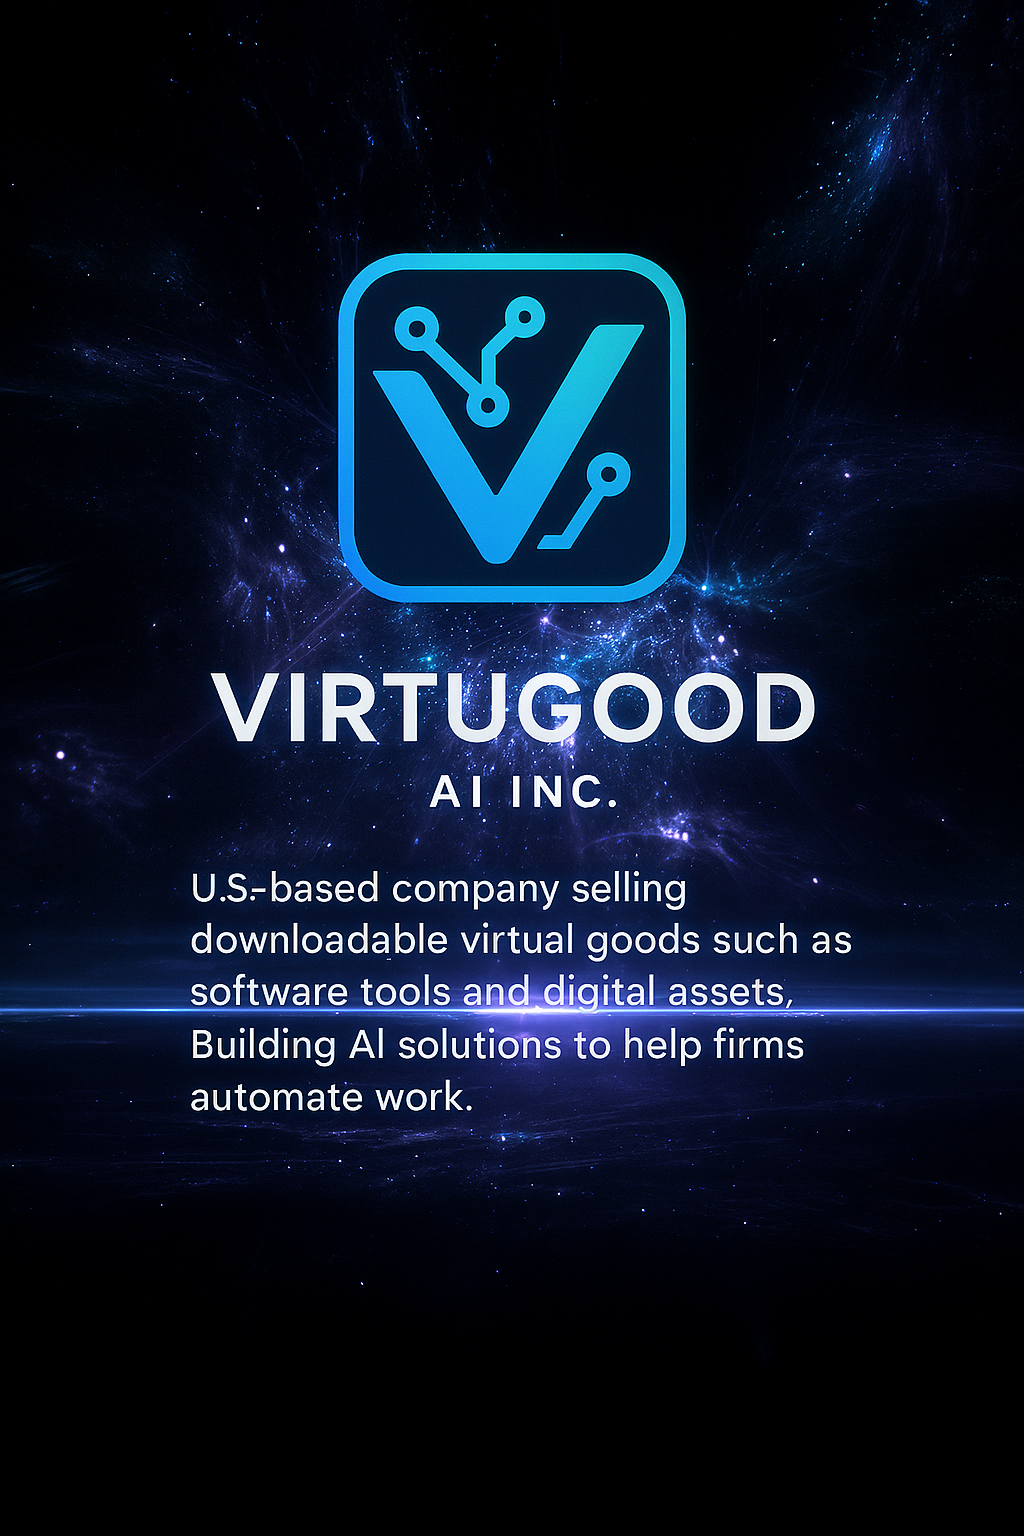 VIRTUGOOD
AI INC.
U.S.-based company selling
downloadable virtual goods such as
software tools and digital assets,
Building AI solutions to help firms
automate work.